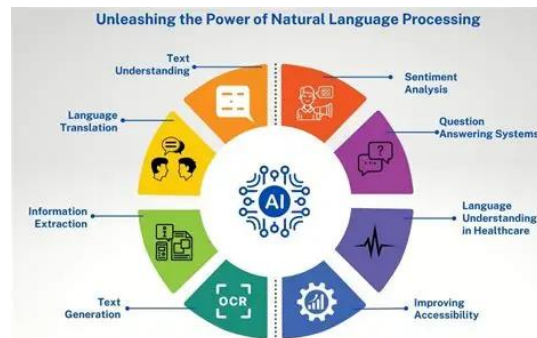 Unleashing the Power of Natural Language Processing
Text
Understanding
Sentiment
Analysis
Language
Translation
Question
Answering Systems
?
AI
Information
Extraction
i
Language
Understanding
in Healthcare
Text
Generation
OCR
Improving
Accessibility